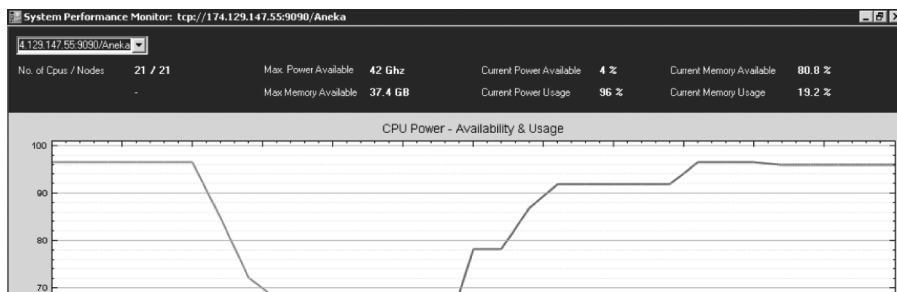 System Performance Monitor: tcp://174.129.147.55:9090/Aneka
4.129.147.55:9090/Aneka
No. of Cpus / Nodes 21 / 21 Max. Power Available 42 Ghz Current Power Available 4 % Current Memory Available 80.8 %
- Max Memory Available 37.4 GB Current Power Usage 96 % Current Memory Usage 19.2 %
CPU Power - Availability & Usage
100
90
80
70